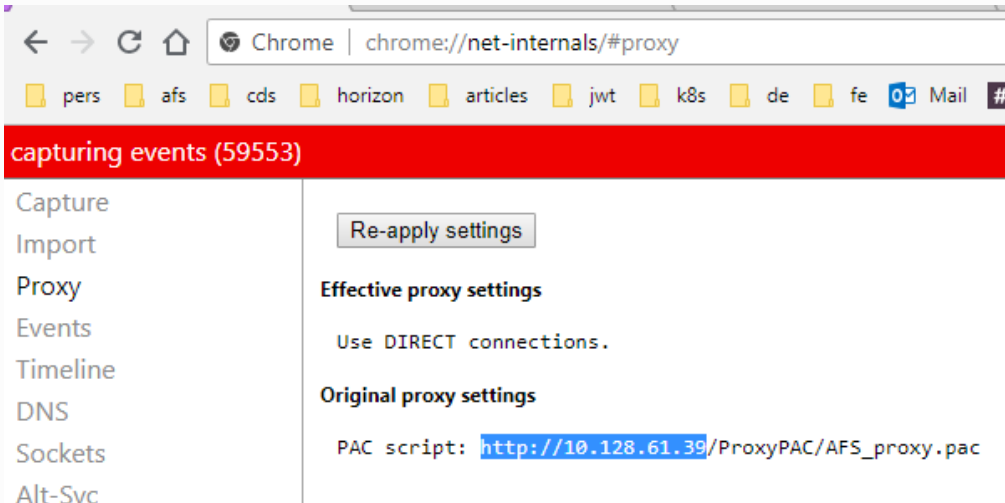 Chrome | chrome://net-internals/#proxy
pers afs cds horizon articles jwt k8s de fe Mail #
capturing events (59553)
Capture
Import
Proxy
Events
Timeline
DNS
Sockets
Alt-Svc
Re-apply settings
Effective proxy settings
Use DIRECT connections.
Original proxy settings
PAC script: http://10.128.61.39/ProxyPAC/AFS_proxy.pac